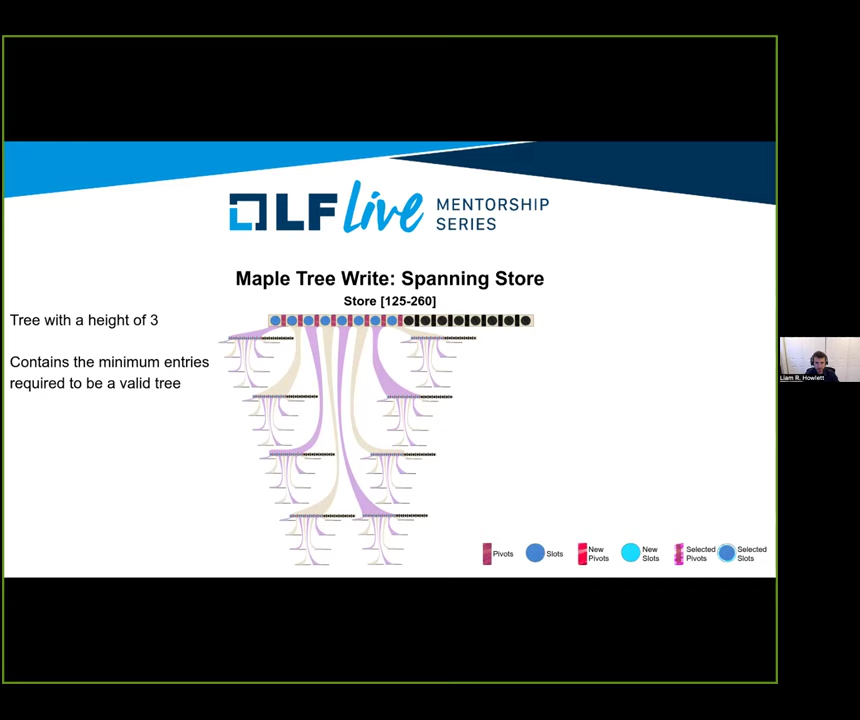 LF Live MENTORSHIP
SERIES
Maple Tree Write: Spanning Store
Store [125-260]
Tree with a height of 3
Contains the minimum entries
required to be a valid tree
Pivots
Slots
New
Pivots
New
Slots
Selected
Pivots
Selected
Slots
Liam R. Howlett